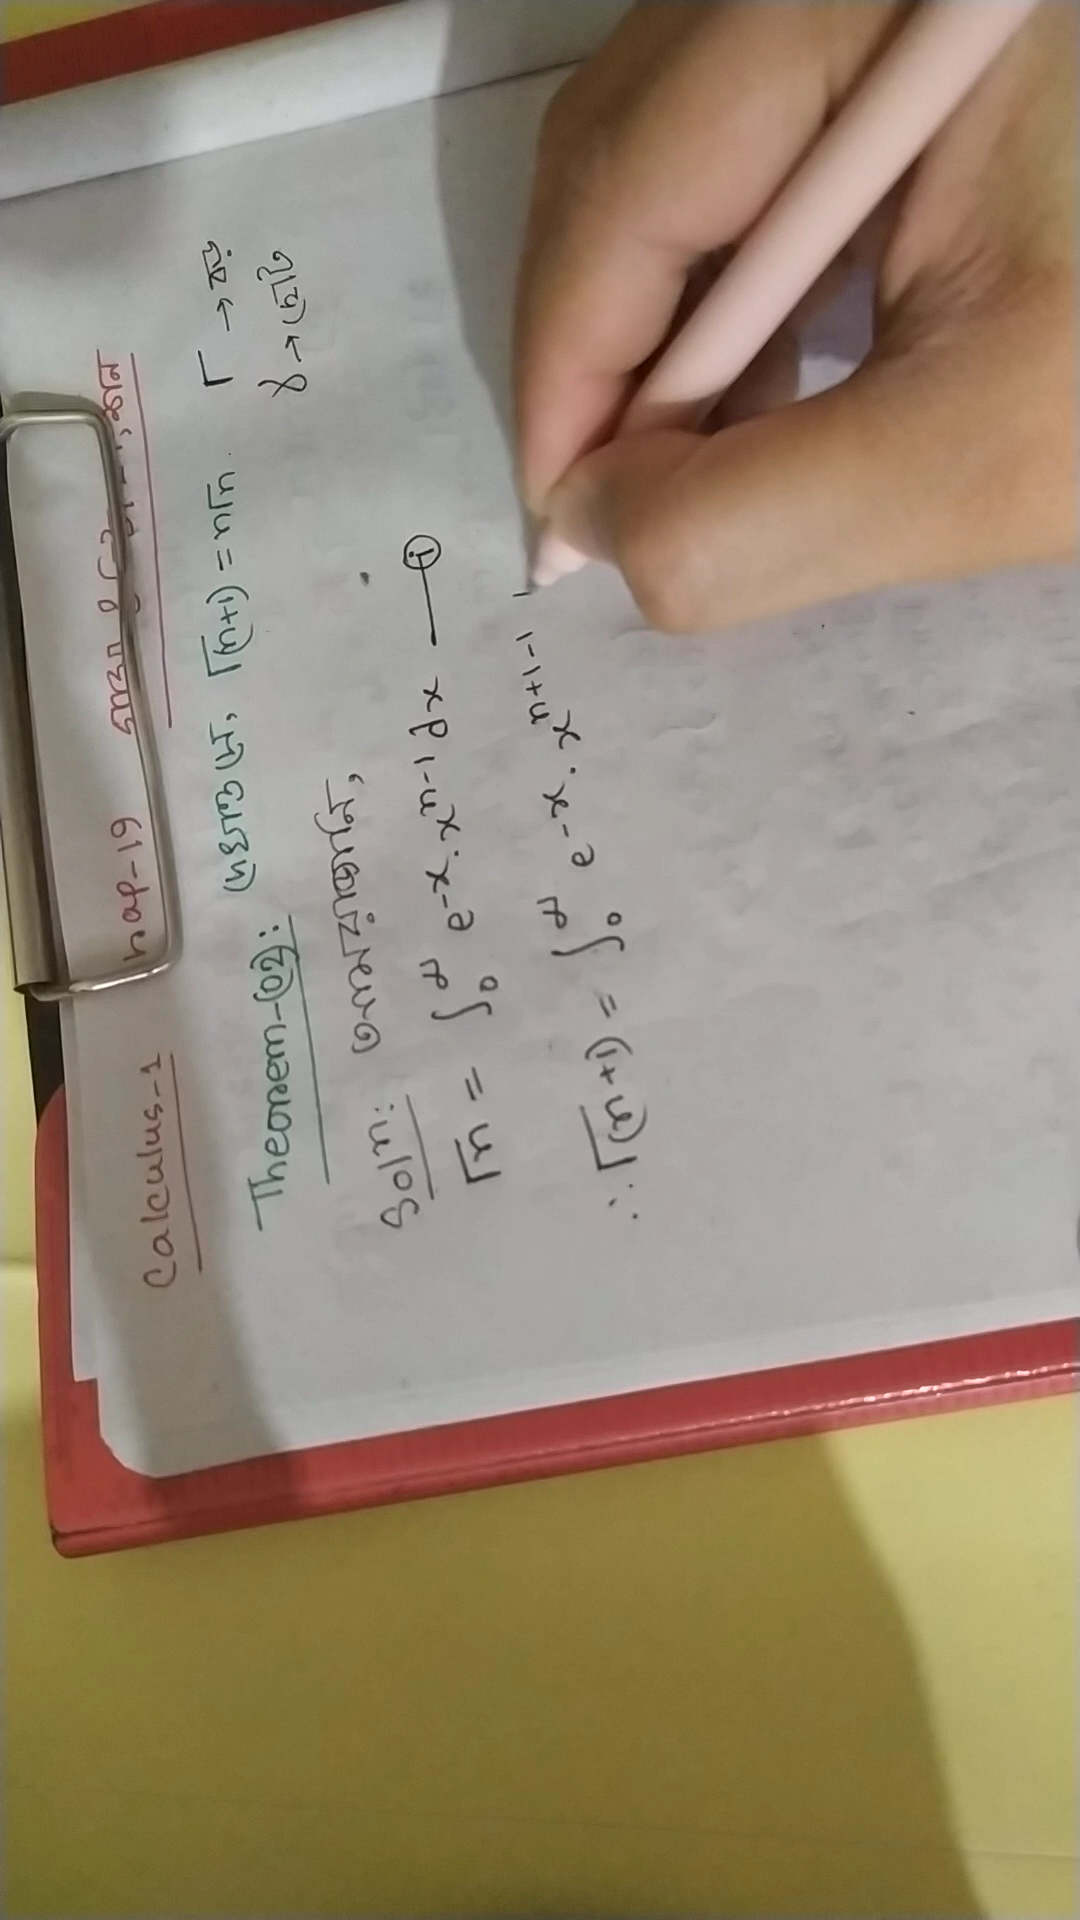 Calculus-1 hap-19
Theorem-(02): দেখাও যে, Γ(n+1) = nΓn. Γ → বড়
γ → ছোট
Soln: আমরা জানি যে,
Γn = ∫₀^∞ e^-x. x^n-1 dx — (i)
∴ Γ(n+1) = ∫₀^∞ e^-x. x^n+1-1